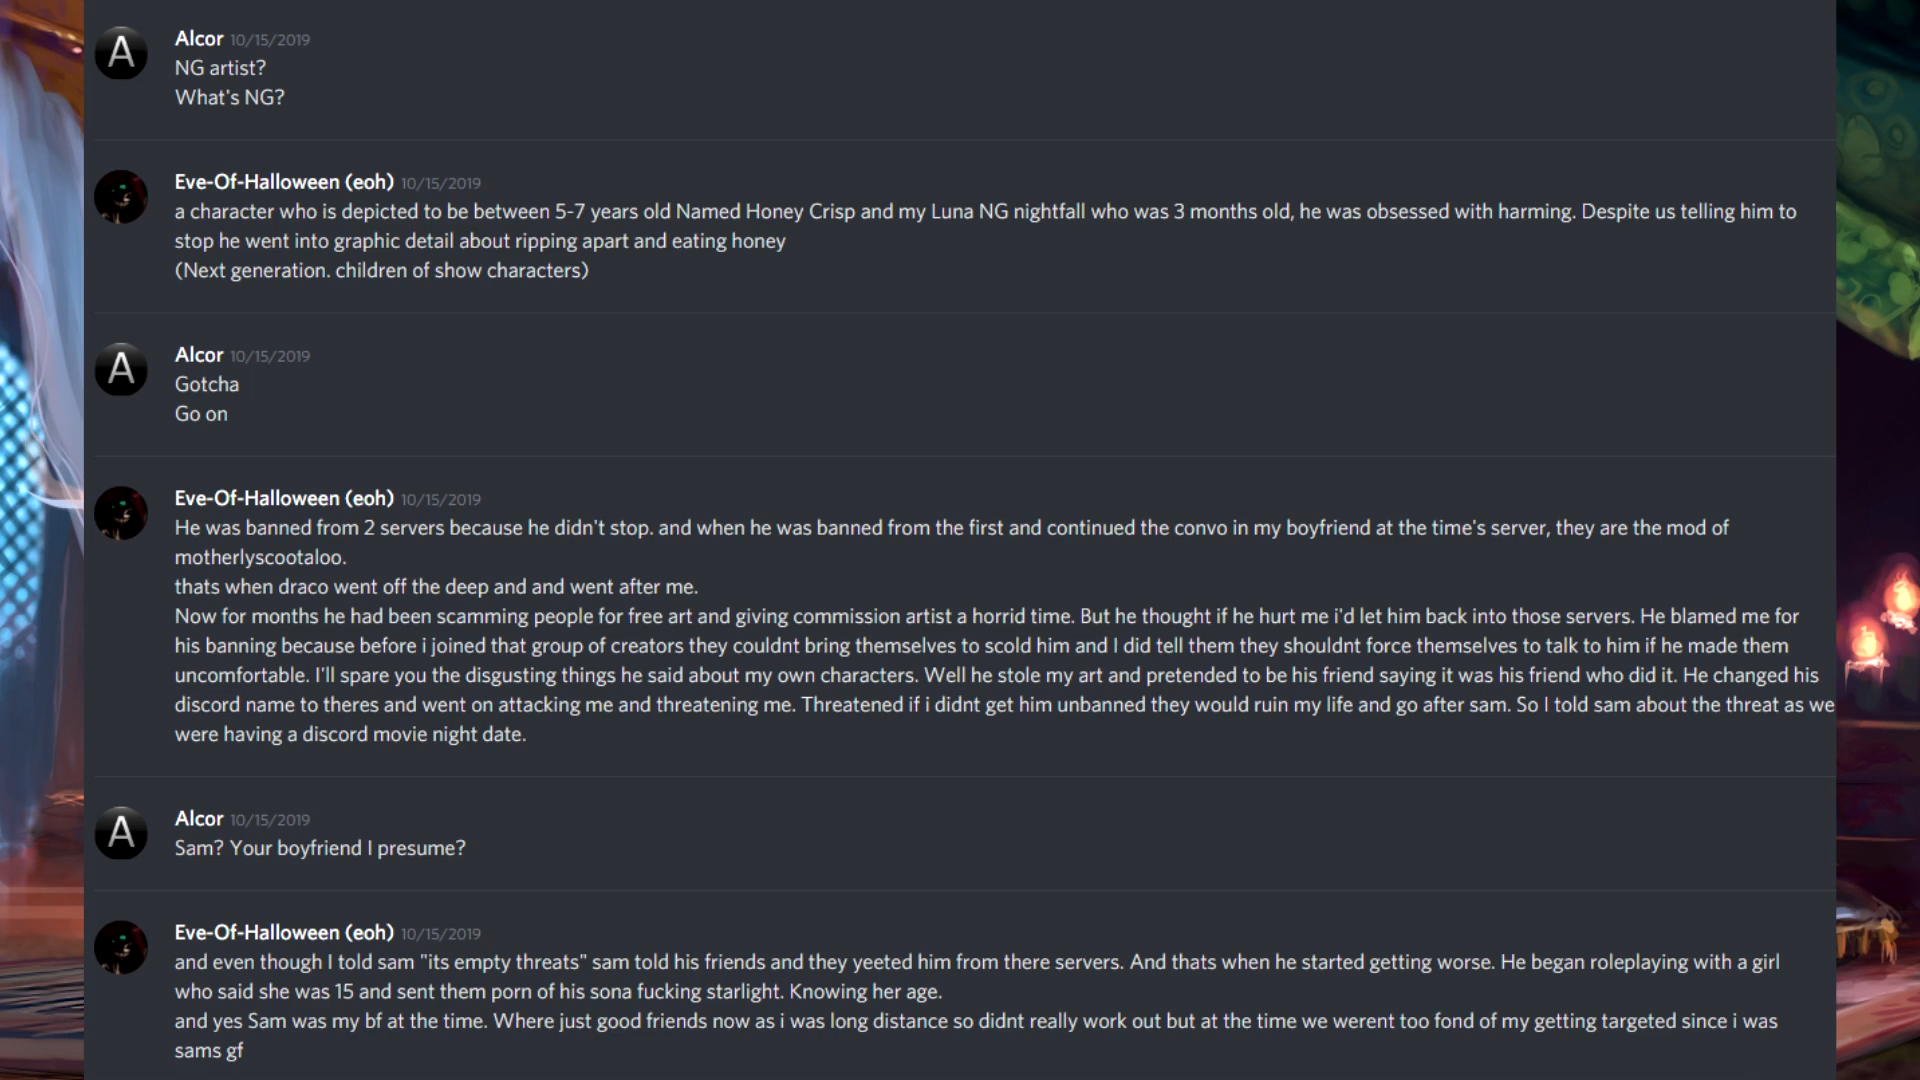 A
Alcor 10/15/2019
NG artist?
What's NG?
Eve-Of-Halloween (eoh) 10/15/2019
a character who is depicted to be between 5-7 years old Named Honey Crisp and my Luna NG nightfall who was 3 months old, he was obsessed with harming. Despite us telling him to
stop he went into graphic detail about ripping apart and eating honey
(Next generation. children of show characters)
A
Alcor 10/15/2019
Gotcha
Go on
Eve-Of-Halloween (eoh) 10/15/2019
He was banned from 2 servers because he didn't stop. and when he was banned from the first and continued the convo in my boyfriend at the time's server, they are the mod of
motherlyscootaloo.
thats when draco went off the deep and and went after me.
Now for months he had been scamming people for free art and giving commission artist a horrid time. But he thought if he hurt me i'd let him back into those servers. He blamed me for
his banning because before i joined that group of creators they couldnt bring themselves to scold him and I did tell them they shouldnt force themselves to talk to him if he made them
uncomfortable. I'll spare you the disgusting things he said about my own characters. Well he stole my art and pretended to be his friend saying it was his friend who did it. He changed his
discord name to theres and went on attacking me and threatening me. Threatened if i didnt get him unbanned they would ruin my life and go after sam. So I told sam about the threat as we
were having a discord movie night date.
A
Alcor 10/15/2019
Sam? Your boyfriend I presume?
Eve-Of-Halloween (eoh) 10/15/2019
and even though I told sam "its empty threats" sam told his friends and they yeeted him from there servers. And thats when he started getting worse. He began roleplaying with a girl
who said she was 15 and sent them porn of his sona fucking starlight. Knowing her age.
and yes Sam was my bf at the time. Where just good friends now as i was long distance so didnt really work out but at the time we werent too fond of my getting targeted since i was
sams gf